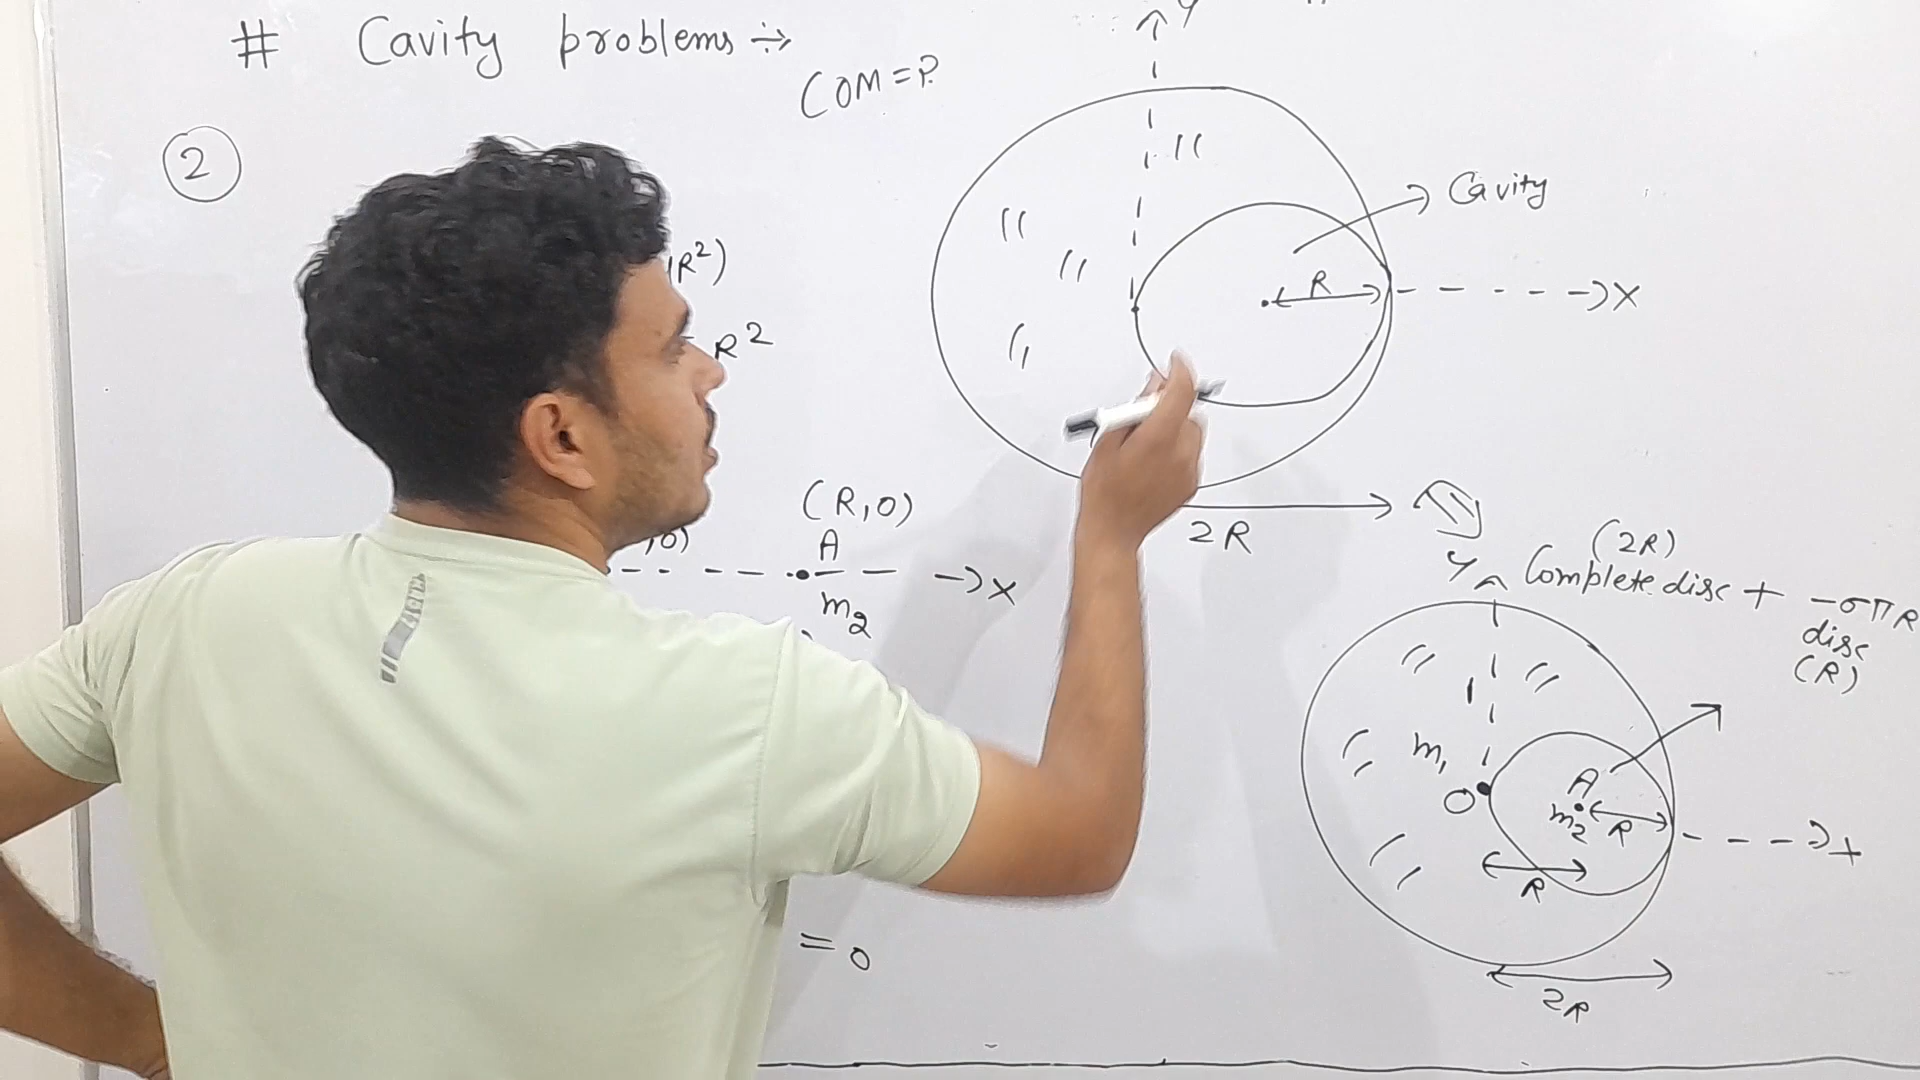 # Cavity problems ÷
COM = ?
2
Y
Cavity
R
X
R²)
R²
2R
(R,0)
,0)
A
X
m₂
(2R)
Complete disc + -σπR
disc
(R)
Y
m₁
O
A
m₂
R
R
X
2R
= 0